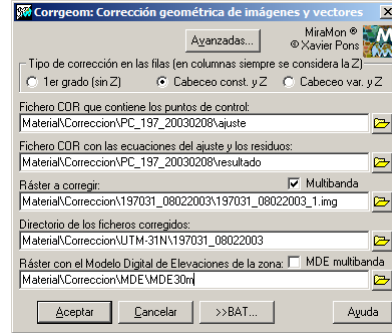 Corrgeom: Corrección geométrica de imágenes y vectores
Avanzadas...
MiraMon ®
© Xavier Pons
Tipo de corrección en las filas (en columnas siempre se considera la Z)
1er grado (sin Z) Cabeceo const. y Z Cabeceo var. y Z
Fichero COR que contiene los puntos de control:
Material\Correccion\PC_197_20030208\ajuste
Fichero COR con las ecuaciones del ajuste y los residuos:
Material\Correccion\PC_197_20030208\resultado
Ráster a corregir: Multibanda
Material\Correccion\197031_08022003\197031_08022003_1.img
Directorio de los ficheros corregidos:
Material\Correccion\UTM-31N\197031_08022003
Ráster con el Modelo Digital de Elevaciones de la zona: MDE multibanda
Material\Correccion\MDE\MDE30m
Aceptar Cancelar >>BAT... Ayuda